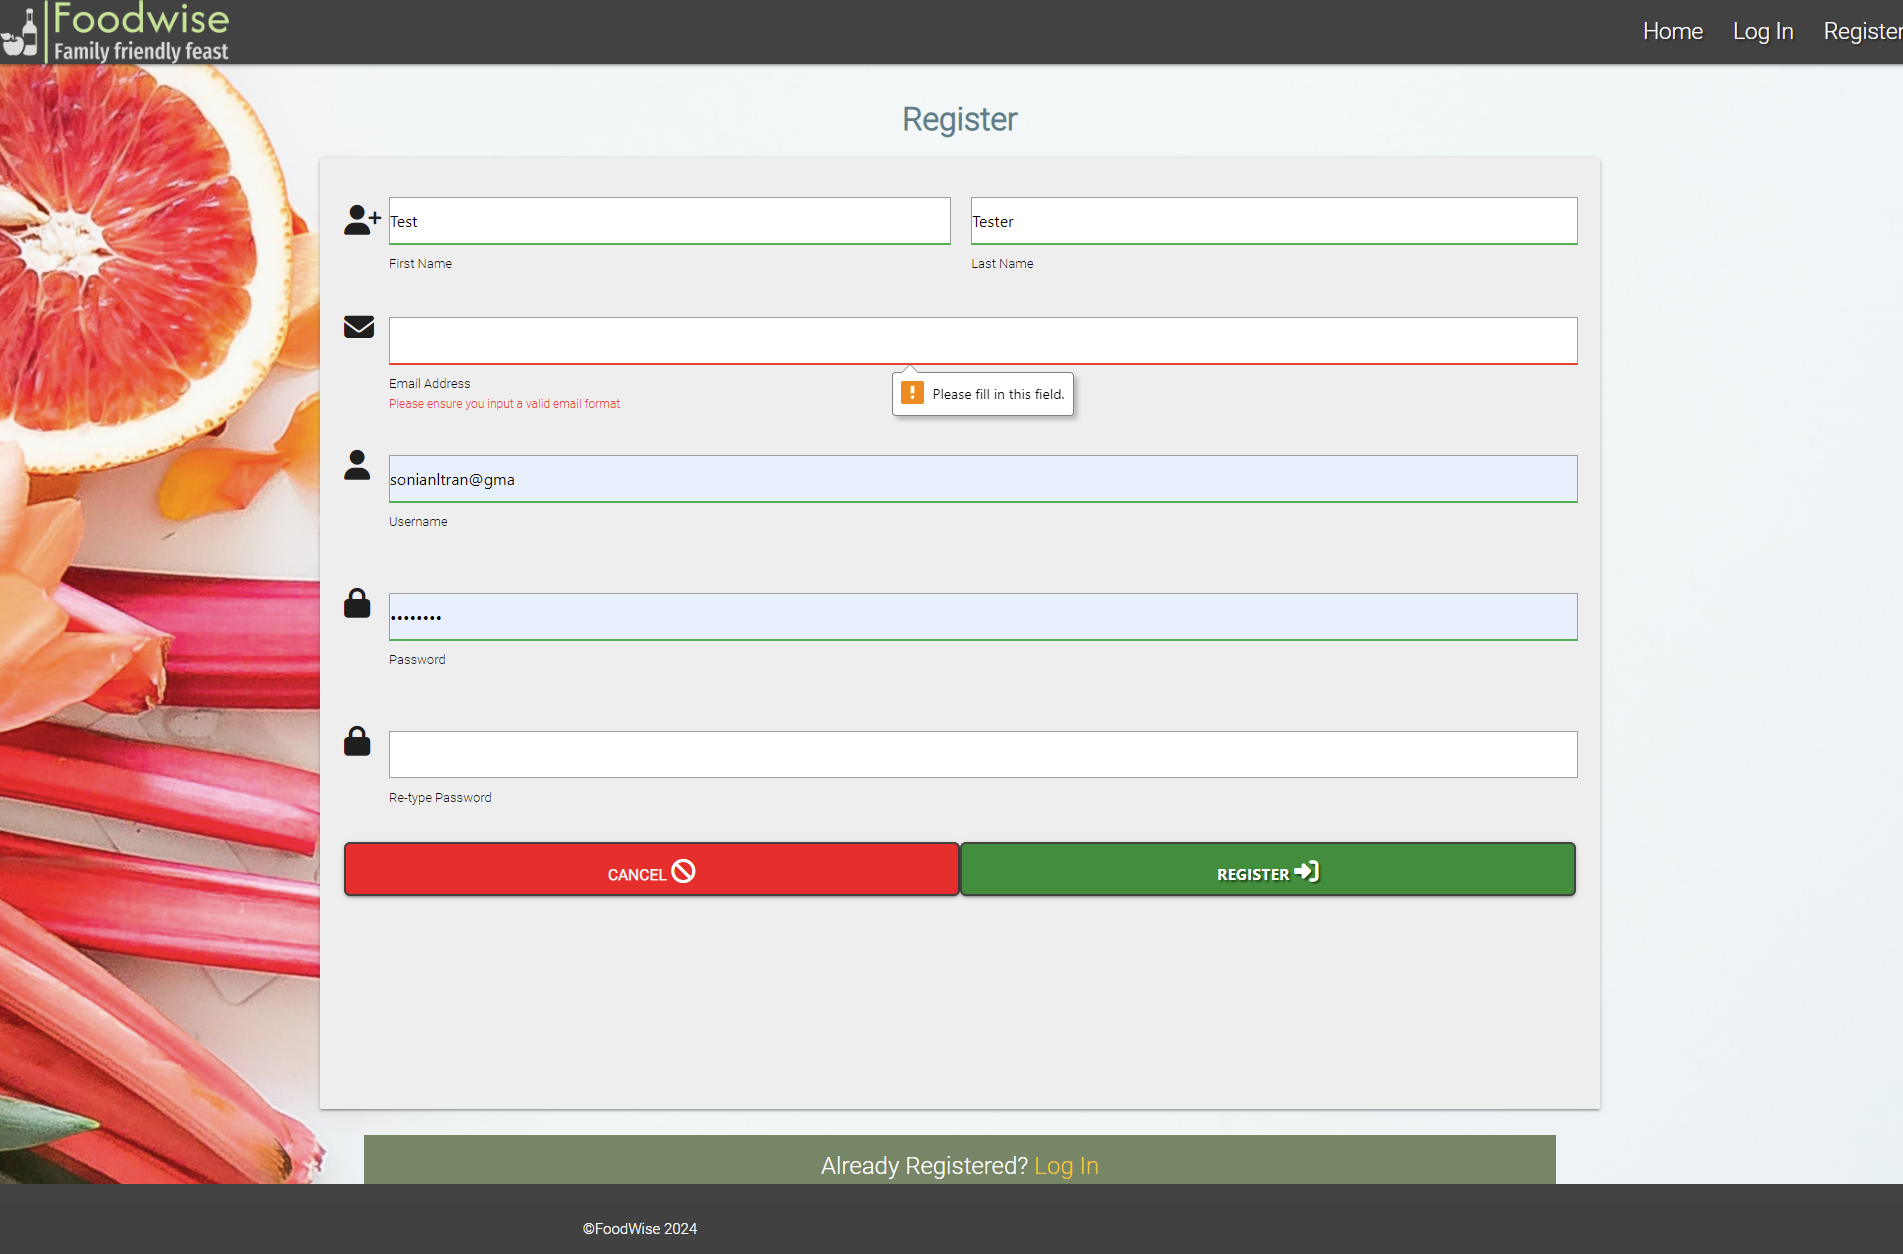 Foodwise
Family friendly feast
Home Log In Register
Register
Test
Tester
First Name
Last Name
Email Address
Please ensure you input a valid email format
Please fill in this field.
sonianltran@gma
Username
••••••••
Password
Re-type Password
CANCEL
REGISTER
Already Registered? Log In
©FoodWise 2024